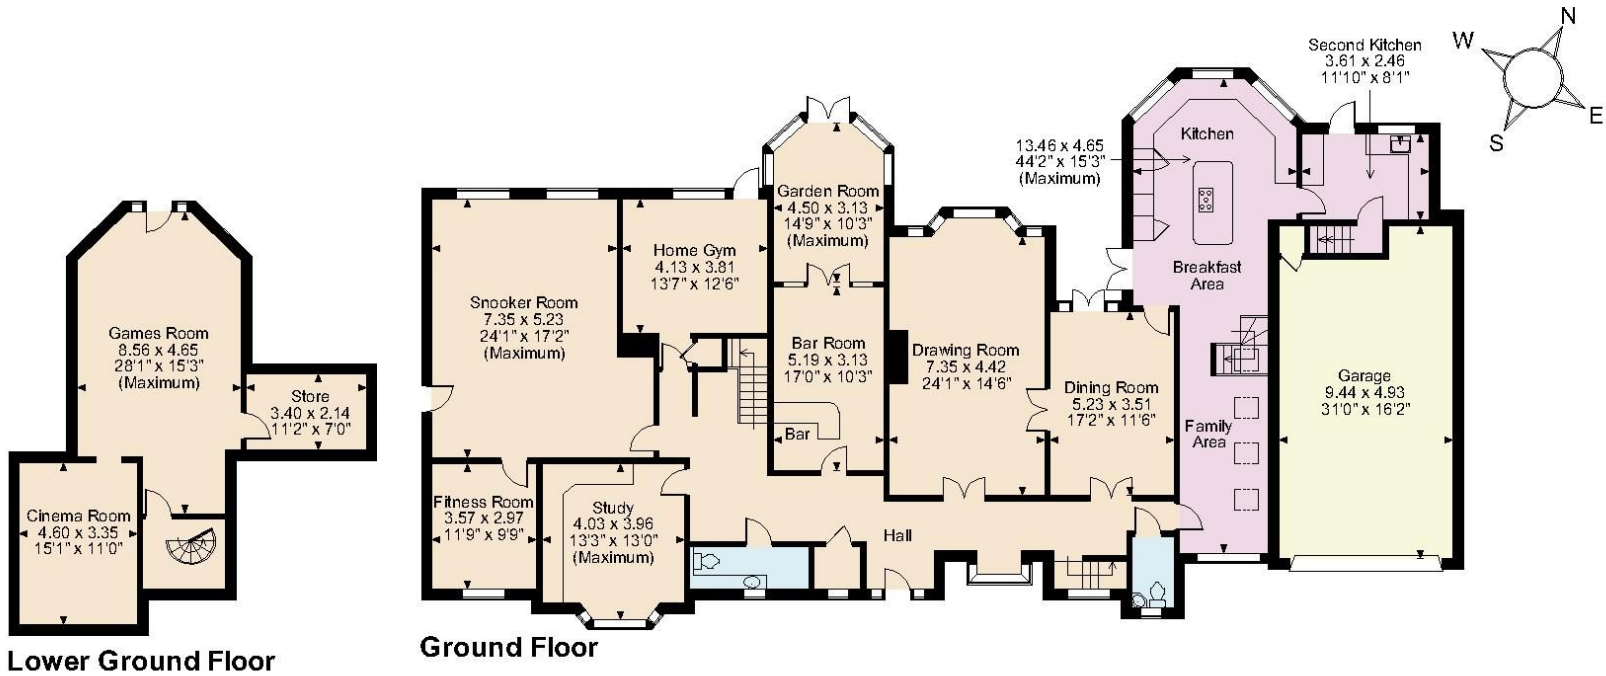 Games Room
8.56 x 4.65
28'1" x 15'3"
(Maximum)
Store
3.40 x 2.14
11'2" x 7'0"
Cinema Room
4.60 x 3.35
15'1" x 11'0"
Lower Ground Floor
Snooker Room
7.35 x 5.23
24'1" x 17'2"
(Maximum)
Home Gym
4.13 x 3.81
13'7" x 12'6"
Garden Room
4.50 x 3.13
14'9" x 10'3"
(Maximum)
Bar Room
5.19 x 3.13
17'0" x 10'3"
Bar
Drawing Room
7.35 x 4.42
24'1" x 14'6"
Dining Room
5.23 x 3.51
17'2" x 11'6"
Fitness Room
3.57 x 2.97
11'9" x 9'9"
Study
4.03 x 3.96
13'3" x 13'0"
(Maximum)
Hall
13.46 x 4.65
44'2" x 15'3"
(Maximum)
Kitchen
Breakfast
Area
Family
Area
Second Kitchen
3.61 x 2.46
11'10" x 8'1"
Garage
9.44 x 4.93
31'0" x 16'2"
Ground Floor
N
W
E
S